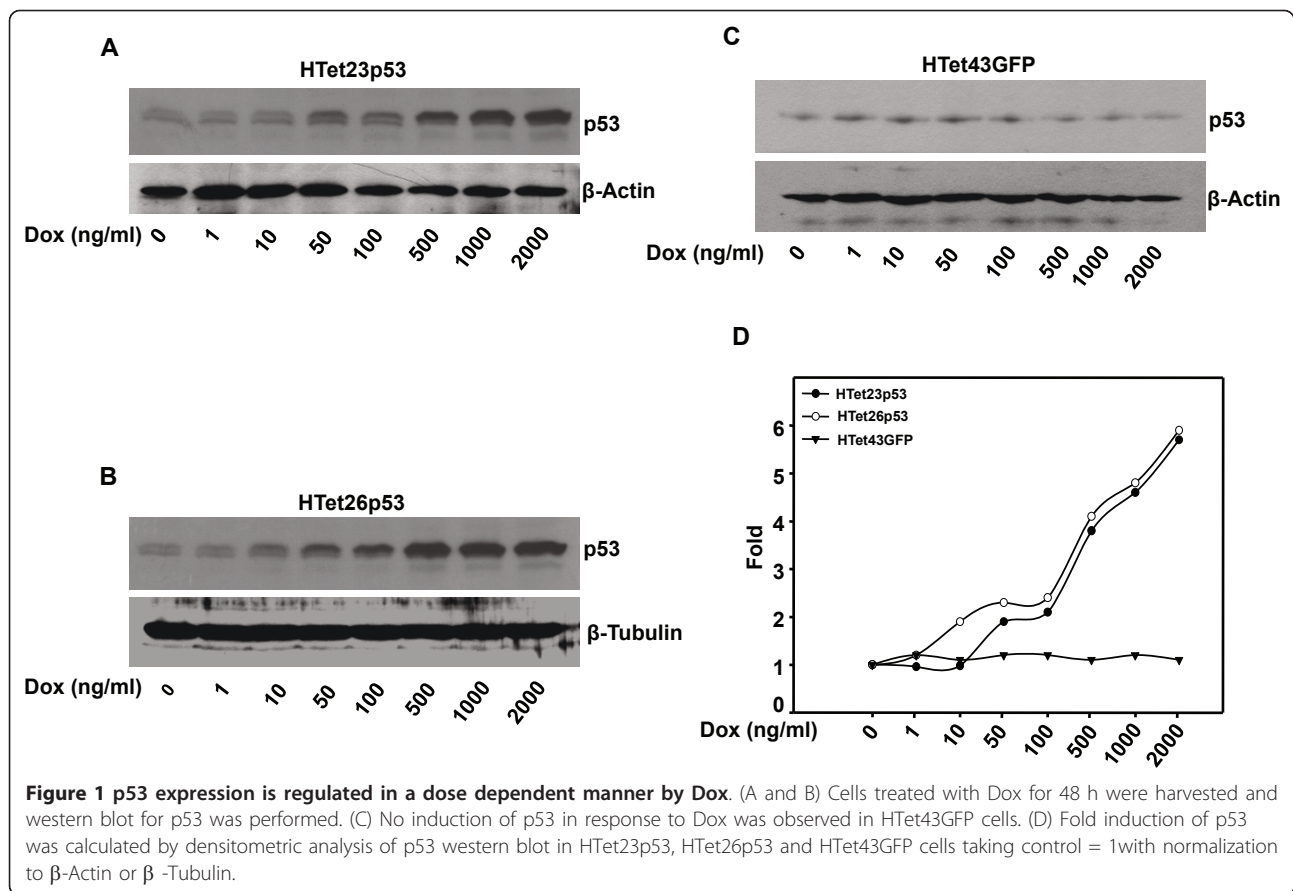 A
HTet23p53
p53
β-Actin
Dox (ng/ml) 0 1 10 50 100 500 1000 2000
B
HTet26p53
p53
β-Tubulin
Dox (ng/ml) 0 1 10 50 100 500 1000 2000
C
HTet43GFP
p53
β-Actin
Dox (ng/ml) 0 1 10 50 100 500 1000 2000
D
HTet23p53
HTet26p53
HTet43GFP
Fold
6
5
4
3
2
1
0
Dox (ng/ml) 0 1 10 50 100 500 1000 2000
Figure 1 p53 expression is regulated in a dose dependent manner by Dox. (A and B) Cells treated with Dox for 48 h were harvested and
western blot for p53 was performed. (C) No induction of p53 in response to Dox was observed in HTet43GFP cells. (D) Fold induction of p53
was calculated by densitometric analysis of p53 western blot in HTet23p53, HTet26p53 and HTet43GFP cells taking control = 1with normalization
to β-Actin or β -Tubulin.